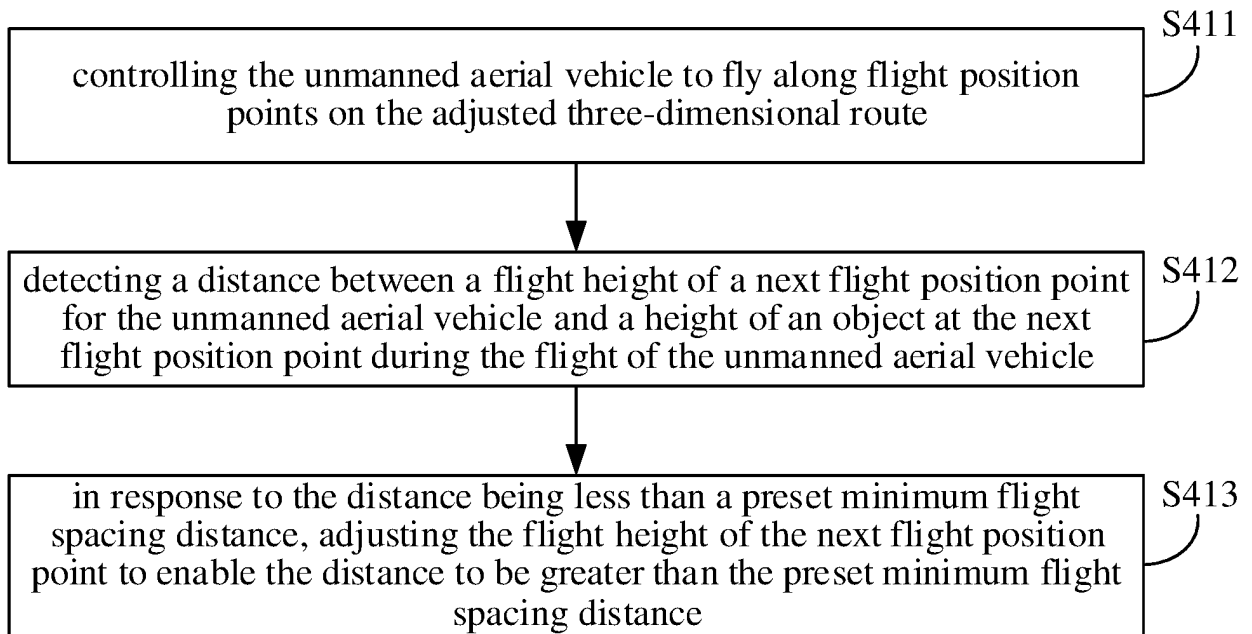 S411
controlling the unmanned aerial vehicle to fly along flight position
points on the adjusted three-dimensional route
S412
detecting a distance between a flight height of a next flight position point
for the unmanned aerial vehicle and a height of an object at the next
flight position point during the flight of the unmanned aerial vehicle
S413
in response to the distance being less than a preset minimum flight
spacing distance, adjusting the flight height of the next flight position
point to enable the distance to be greater than the preset minimum flight
spacing distance